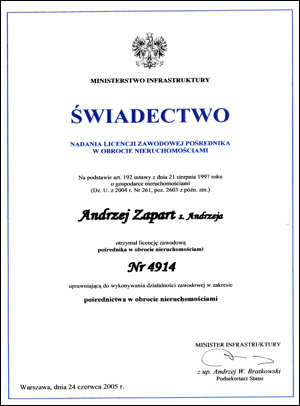 MINISTERSTWO INFRASTRUKTURY
ŚWIADECTWO
NADANIA LICENCJI ZAWODOWEJ POŚREDNIKA
W OBROCIE NIERUCHOMOŚCIAMI
Na podstawie art. 192 ustawy z dnia 21 sierpnia 1997 roku
o gospodarce nieruchomościami
(Dz. U. z 2004 r. Nr 261, poz. 2603 z późn. zm.)
Andrzej Zapart s. Andrzeja
otrzymał licencję zawodową
pośrednika w obrocie nieruchomościami
Nr 4914
uprawniającą do wykonywania działalności zawodowej w zakresie
pośrednictwa w obrocie nieruchomościami
MINISTER INFRASTRUKTURY
z up. Andrzej W. Bratkowski
Podsekretarz Stanu
Warszawa, dnia 24 czerwca 2005 r.